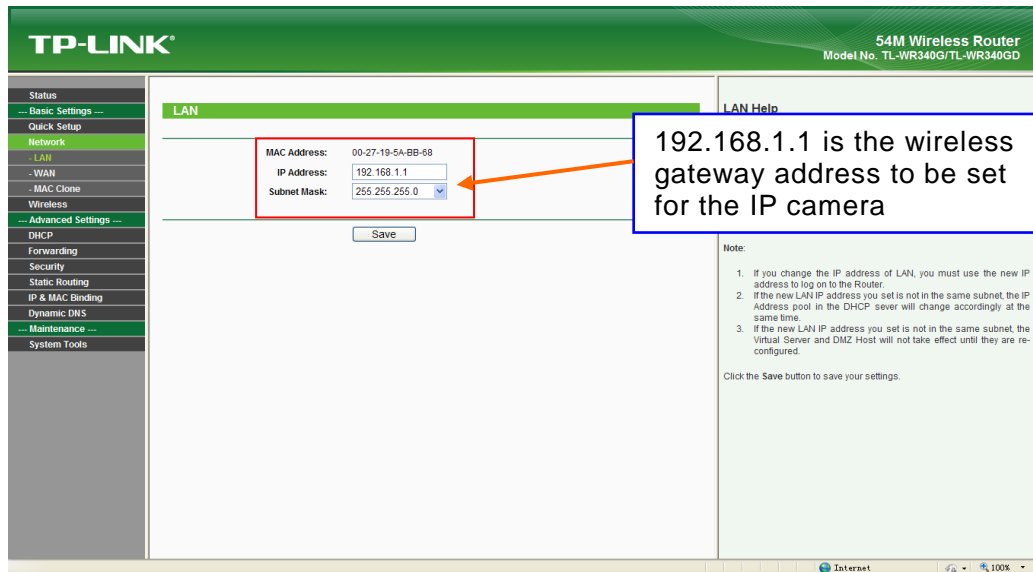 TP-LINK®
54M Wireless Router
Model No. TL-WR340G/TL-WR340GD
Status
--- Basic Settings ---
Quick Setup
Network
- LAN
- WAN
- MAC Clone
Wireless
--- Advanced Settings ---
DHCP
Forwarding
Security
Static Routing
IP & MAC Binding
Dynamic DNS
--- Maintenance ---
System Tools
LAN
MAC Address: 00-27-19-5A-BB-68
IP Address: 192.168.1.1
Subnet Mask: 255.255.255.0
Save
LAN Help
192.168.1.1 is the wireless
gateway address to be set
for the IP camera
Note:
1. If you change the IP address of LAN, you must use the new IP
address to log on to the Router.
2. If the new LAN IP address you set is not in the same subnet, the IP
Address pool in the DHCP sever will change accordingly at the
same time.
3. If the new LAN IP address you set is not in the same subnet, the
Virtual Server and DMZ Host will not take effect until they are re-
configured.
Click the Save button to save your settings.
Internet
100%